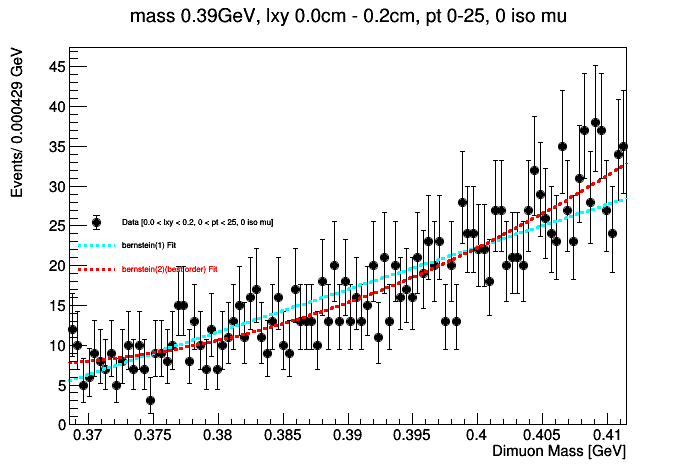 mass 0.39GeV, lxy 0.0cm - 0.2cm, pt 0-25, 0 iso mu
Events/ 0.000429 GeV
45
40
35
30
25
20
15
10
5
0
Data [0.0 < lxy < 0.2, 0 < pt < 25, 0 iso mu]
bernstein(1) Fit
bernstein(2)(best order) Fit
0.37 0.375 0.38 0.385 0.39 0.395 0.4 0.405 0.41
Dimuon Mass [GeV]